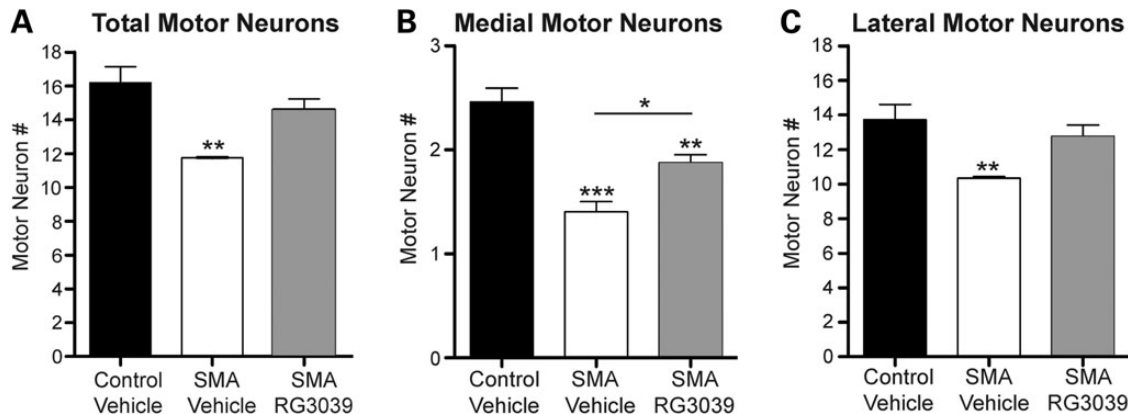 A Total Motor Neurons
18
16
14
12
10
8
6
4
2
0
Motor Neuron #
**
Control
Vehicle
SMA
Vehicle
SMA
RG3039
B Medial Motor Neurons
3
2
1
0
Motor Neuron #
*
***
**
Control
Vehicle
SMA
Vehicle
SMA
RG3039
C Lateral Motor Neurons
18
16
14
12
10
8
6
4
2
0
Motor Neuron #
**
Control
Vehicle
SMA
Vehicle
SMA
RG3039